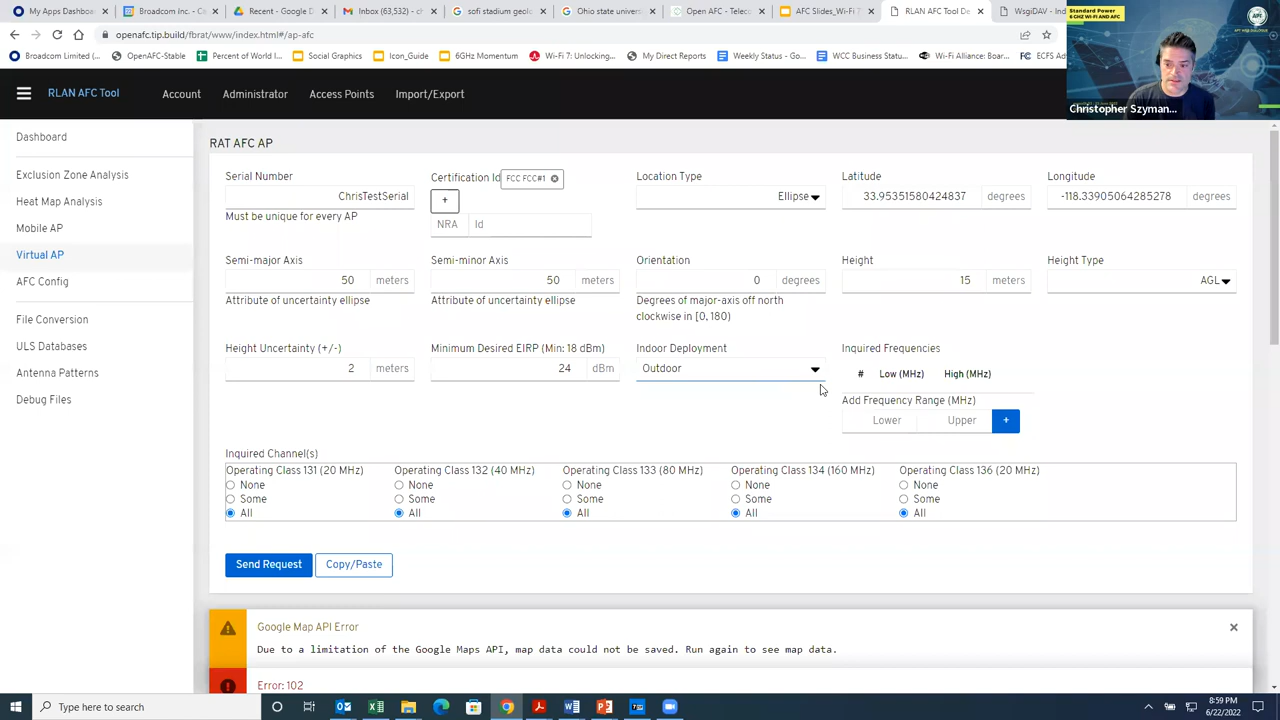 My Apps Dashboard
Broadcom Inc. - C
Recent - Google D
Inbox (63,532) - c
sofi stadium geolo
Ohio state univers
Open AFC - Telec
AFC Slides_Wi-Fi T
RLAN AFC Tool De
WsgiDAV - Ind
openafc.tip.build/fbrat/www/index.html#/ap-afc
Broadcom Limited (...
OpenAFC-Stable
Percent of World I...
Social Graphics
Icon_Guide
6GHz Momentum
Wi-Fi 7: Unlocking...
My Direct Reports
Weekly Status - Go...
WCC Business Statu...
Wi-Fi Alliance: Boar...
ECFS Ad
Standard Power
6 GHZ WI-FI AND AFC
AFC
AFC WEB DIALOGUE
Christopher Szyman...
RLAN AFC Tool
Account
Administrator
Access Points
Import/Export
Dashboard
Exclusion Zone Analysis
Heat Map Analysis
Mobile AP
Virtual AP
AFC Config
File Conversion
ULS Databases
Antenna Patterns
Debug Files
RAT AFC AP
Serial Number
ChrisTestSerial
Must be unique for every AP
Certification Id
FCC FCC#1
+
NRA Id
Location Type
Ellipse
Latitude
33.95351580424837 degrees
Longitude
-118.33905064285278 degrees
Semi-major Axis
50 meters
Attribute of uncertainty ellipse
Semi-minor Axis
50 meters
Attribute of uncertainty ellipse
Orientation
0 degrees
Degrees of major-axis off north
clockwise in [0, 180)
Height
15 meters
Height Type
AGL
Height Uncertainty (+/-)
2 meters
Minimum Desired EIRP (Min: 18 dBm)
24 dBm
Indoor Deployment
Outdoor
Inquired Frequencies
# Low (MHz) High (MHz)
Add Frequency Range (MHz)
Lower Upper +
Inquired Channel(s)
Operating Class 131 (20 MHz)
None
Some
All
Operating Class 132 (40 MHz)
None
Some
All
Operating Class 133 (80 MHz)
None
Some
All
Operating Class 134 (160 MHz)
None
Some
All
Operating Class 136 (20 MHz)
None
Some
All
Send Request
Copy/Paste
Google Map API Error
Due to a limitation of the Google Maps API, map data could not be saved. Run again to see map data.
Error: 102
Type here to search
8:59 PM
6/22/2022